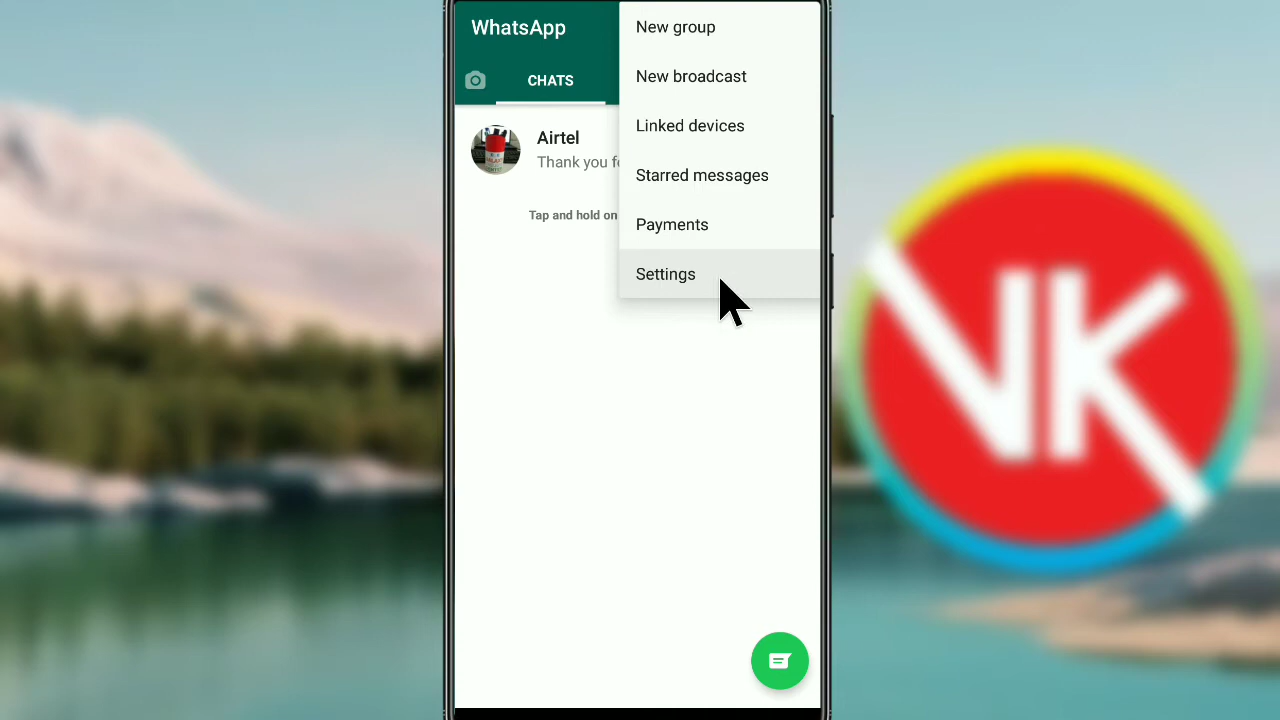 WhatsApp
CHATS
Airtel
Thank you
Tap and hold on
New group
New broadcast
Linked devices
Starred messages
Payments
Settings
VK